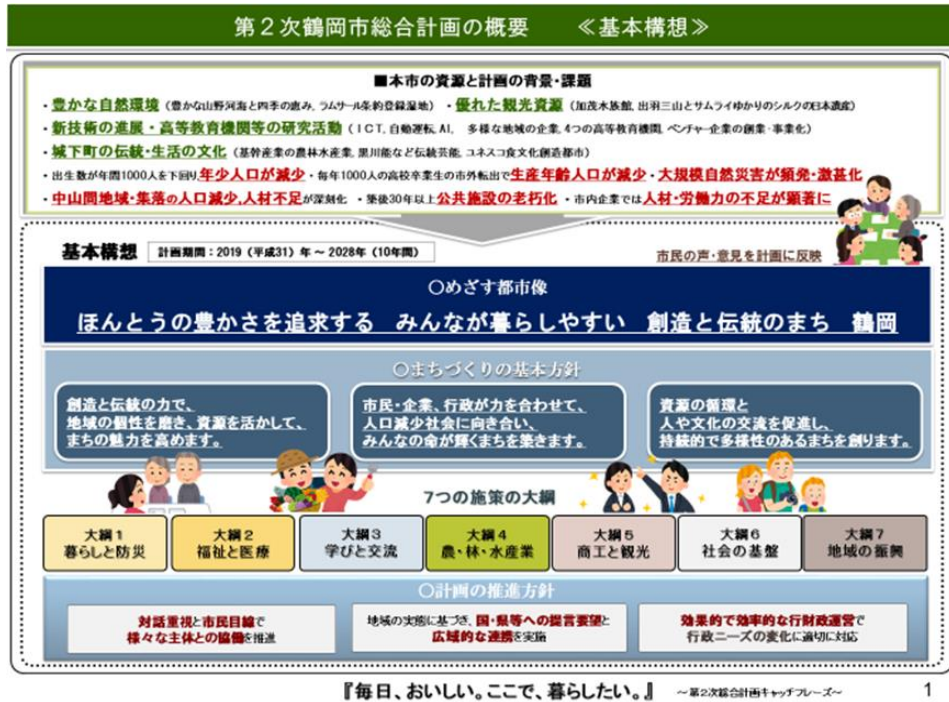 第２次鶴岡市総合計画の概要　　≪基本構想≫
■本市の資源と計画の背景・課題
・豊かな自然環境（豊かな山野河海と四季の恵み、ラムサール条約登録湿地）・優れた観光資源（加茂水族館、出羽三山とサムライゆかりのシルクの日本遺産）
・新技術の進展・高等教育機関等の研究活動（ＩＣＴ、自動運転、AI、　多様な地域の企業、4つの高等教育機関、ベンチャー企業の創業・事業化）
・城下町の伝統・生活の文化（基幹産業の農林水産業、黒川能など伝統芸能、ユネスコ食文化創造都市）
・出生数が年間1000人を下回り、年少人口が減少・毎年1000人の高校卒業生の市外転出で生産年齢人口が減少・大規模自然災害が頻発・激甚化
・中山間地域・集落の人口減少、人材不足が深刻化・築後30年以上公共施設の老朽化・市内企業では人材・労働力の不足が顕著に
基本構想　計画期間：2019（平成31）年～2028年（10年間）
市民の声・意見を計画に反映
○めざす都市像
ほんとうの豊かさを追求する　みんなが暮らしやすい　創造と伝統のまち　鶴岡
○まちづくりの基本方針
創造と伝統の力で、
地域の個性を磨き、資源を活かして、
まちの魅力を高めます。
市民・企業、行政が力を合わせて、
人口減少社会に向き合い、
みんなの命が輝くまちを築きます。
資源の循環と
人や文化の交流を促進し、
持続的で多様性のあるまちを創ります。
7つの施策の大綱
大綱1
暮らしと防災
大綱2
福祉と医療
大綱3
学びと交流
大綱4
農・林・水産業
大綱5
商工と観光
大綱6
社会の基盤
大綱7
地域の振興
○計画の推進方針
対話重視と市民目線で
様々な主体との協働を推進
地域の実態に基づき、国・県等への提言要望と
広域的な連携を実施
効果的で効率的な行財政運営で
行政ニーズの変化に適切に対応
『毎日、おいしい。ここで、暮らしたい。』　～第2次総合計画キャッチフレーズ～
1